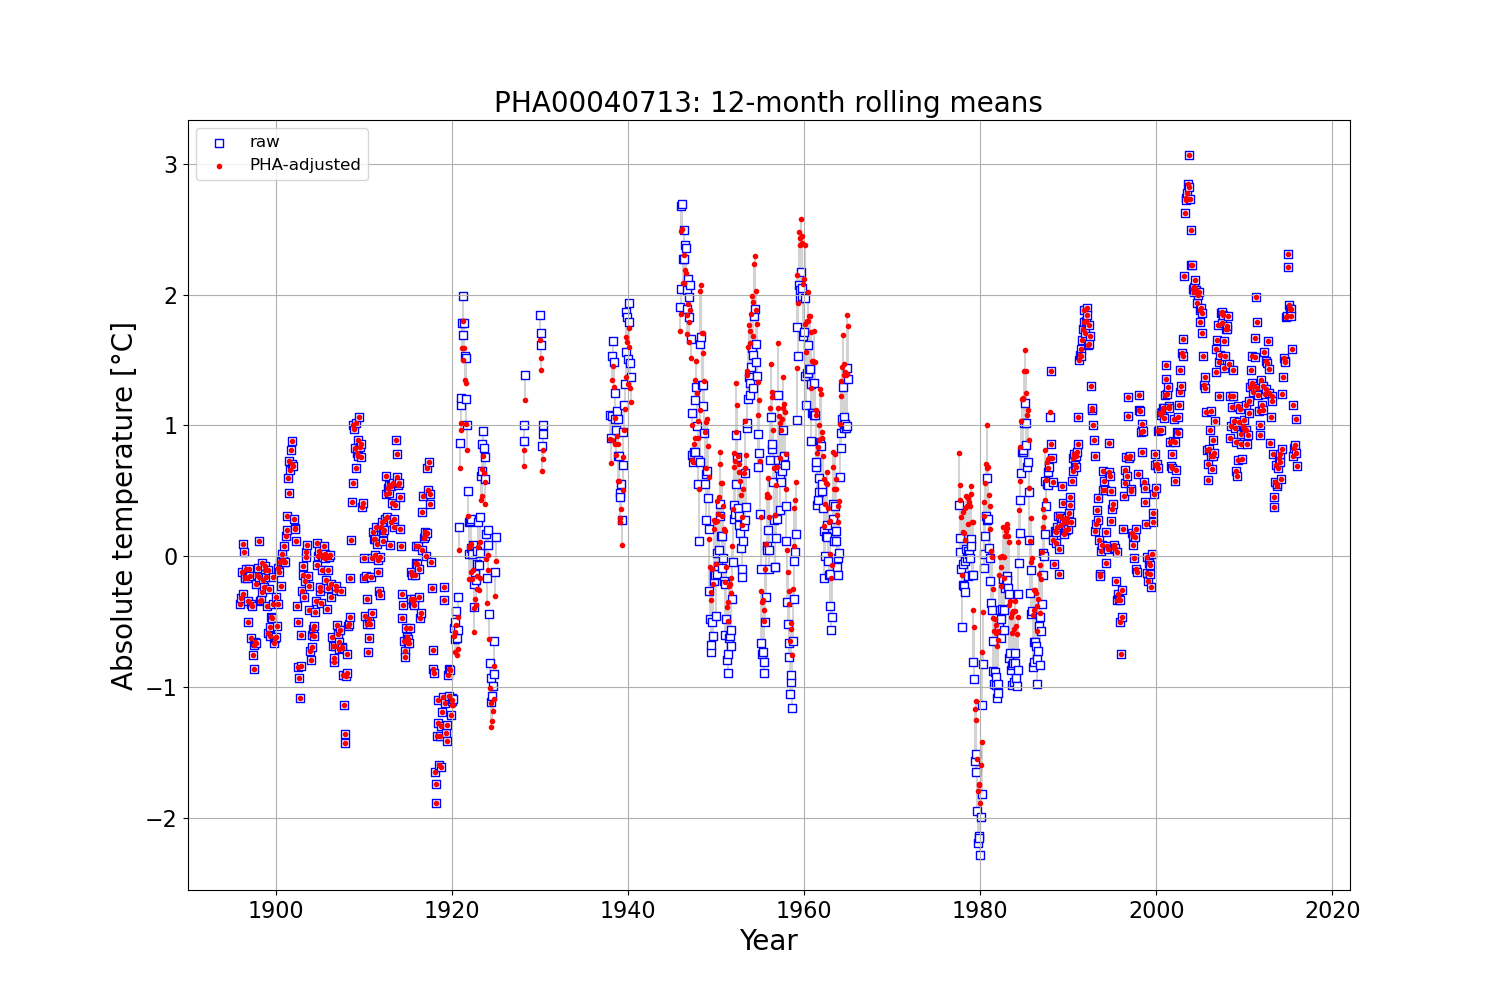 PHA00040713: 12-month rolling means
raw
PHA-adjusted
Absolute temperature [°C]
3
2
1
0
−1
−2
1900
1920
1940
1960
1980
2000
2020
Year